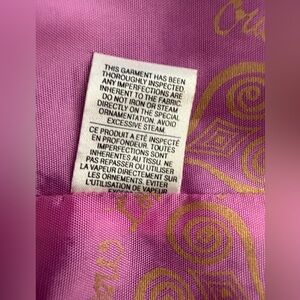 THIS GARMENT HAS BEEN
THOROUGHLY INSPECTED.
ANY IMPERFECTIONS ARE
INHERENT TO THE FABRIC
DO NOT IRON OR STEAM
DIRECTLY ON THE SPECIAL
ORNAMENTATION. AVOID
EXCESSIVE STEAM.
CE PRODUIT A ÉTÉ INSPECTÉ
EN PROFONDEUR. TOUTES
IMPERFECTIONS SONT
INHÉRENTES AU TISSU. NE
PAS REPASSER OU UTILISER
LA VAPEUR DIRECTEMENT SUR
LES ORNEMENTS. ÉVITER
L'UTILISATION DE VAPEUR